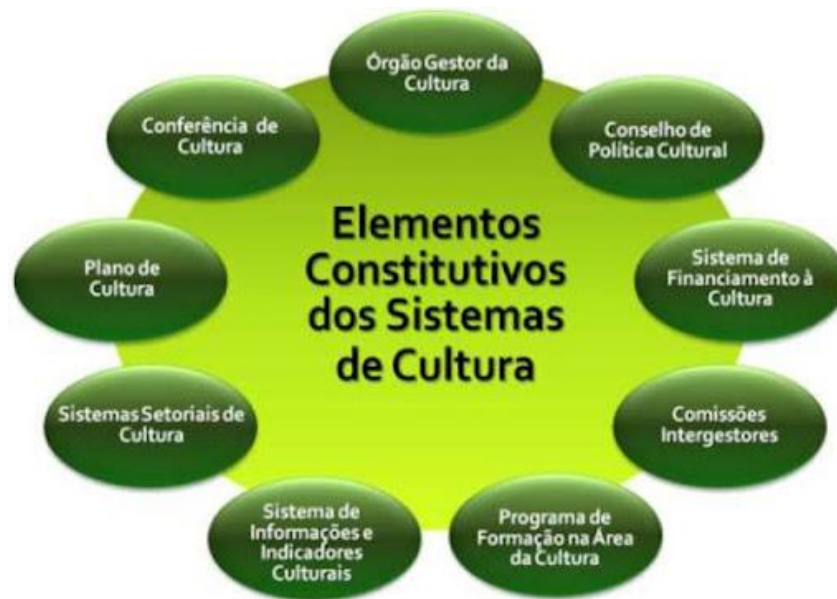 Órgão Gestor da
Cultura
Conferência de
Cultura
Conselho de
Política Cultural
Elementos
Constitutivos
dos Sistemas
de Cultura
Plano de
Cultura
Sistema de
Financiamento à
Cultura
Sistemas Setoriais de
Cultura
Comissões
Intergestores
Sistema de
Informações e
Indicadores
Culturais
Programa de
Formação na Área
da Cultura